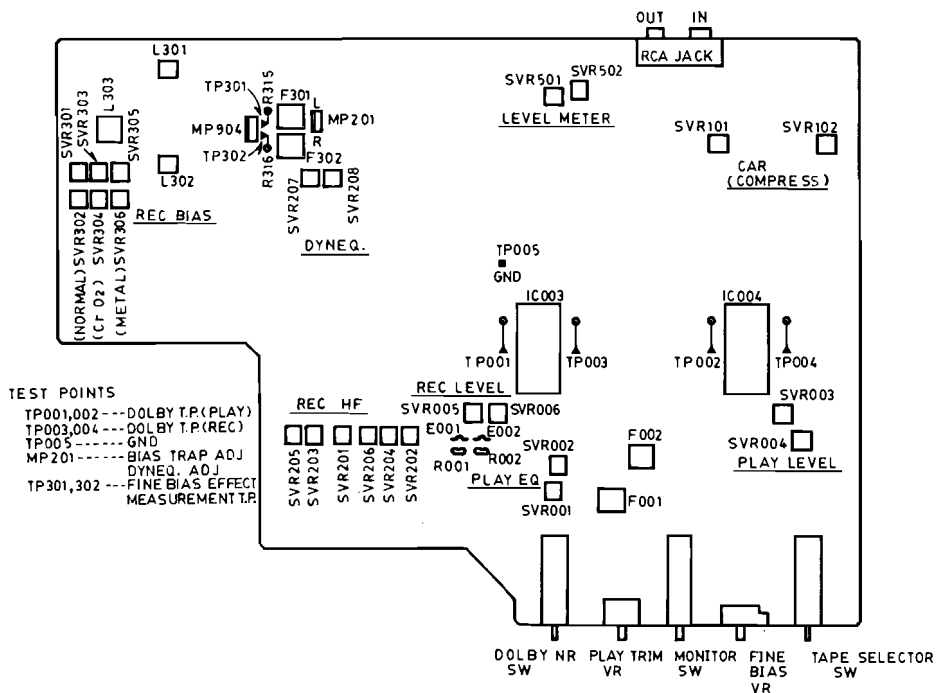 OUT IN
RCA JACK
L301
SVR301
SVR303
L303
SVR305
TP301
R315
F301
L
MP904
MP201
R
TP302
R316
F302
L302
SVR207
SVR208
SVR501
SVR502
LEVEL METER
SVR101
SVR102
CAR
(COMPRESS)
REC BIAS
DYNEQ.
(NORMAL) SVR302
(CrO2) SVR304
(METAL) SVR306
TP005
GND
IC003
IC004
TP001
TP003
TP002
TP004
TEST POINTS
TP001,002---DOLBY T.P.(PLAY)
TP003,004---DOLBY T.P.(REC)
TP005-----GND
MP201-----BIAS TRAP ADJ
DYNEQ. ADJ
TP301,302---FINE BIAS EFFECT
MEASUREMENT T.P.
REC HF
SVR205
SVR203
SVR201
SVR206
SVR204
SVR202
REC LEVEL
SVR005
SVR006
E001
E002
R001
R002
SVR002
PLAY EQ
SVR001
F002
F001
SVR003
SVR004
PLAY LEVEL
DOLBY NR
SW
PLAY TRIM
VR
MONITOR
SW
FINE
BIAS
VR
TAPE SELECTOR
SW